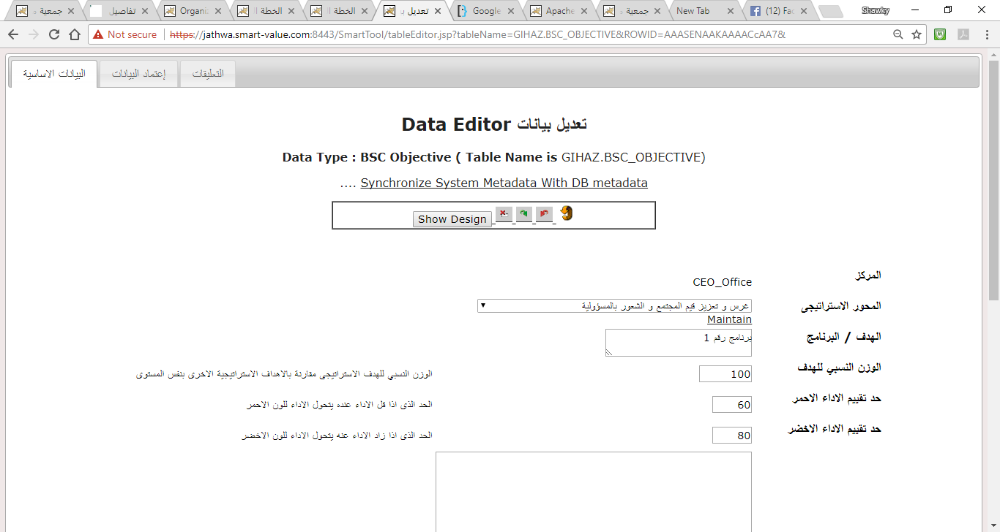 جمعية
تفاصيل
Organi
الخطة ال
الخطة ال
تعديل
Google
Apache
جمعية
New Tab
(12) Fac
Shawky
Not secure
https://jathwa.smart-value.com:8443/SmartTool/tableEditor.jsp?tableName=GIHAZ.BSC_OBJECTIVE&ROWID=AAASENAAKAAAACcAA7&
البيانات الاساسية
إعتماد البيانات
التعليقات
Data Editor تعديل بيانات
Data Type : BSC Objective ( Table Name is GIHAZ.BSC_OBJECTIVE)
.... Synchronize System Metadata With DB metadata
Show Design
المركز
CEO_Office
المحور الاستراتيجى
غرس و تعزيز قيم المجتمع و الشعور بالمسؤولية
Maintain
الهدف / البرنامج
برنامج رقم 1
الوزن النسبي للهدف
100
الوزن النسبي للهدف الاستراتيجى مقارنة بالاهداف الاستراتيجية الاخرى بنفس المستوى
حد تقييم الاداء الاحمر
60
الحد الذى اذا قل الاداء عنده يتحول الاداء للون الاحمر
حد تقييم الاداء الاخضر
80
الحد الذى اذا زاد الاداء عنه يتحول الاداء للون الاخضر